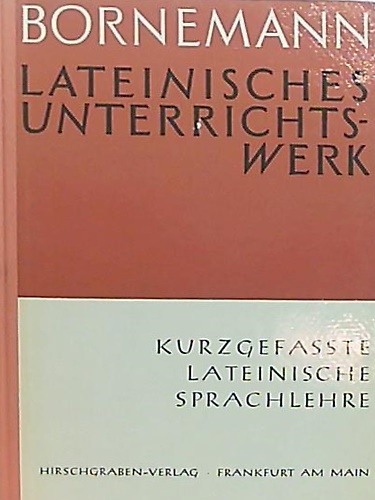 BORNEMANN
LATEINISCHES
UNTERRICHTS-
WERK
KURZGEFASSTE
LATEINISCHE
SPRACHLEHRE
HIRSCHGRABEN-VERLAG · FRANKFURT AM MAIN